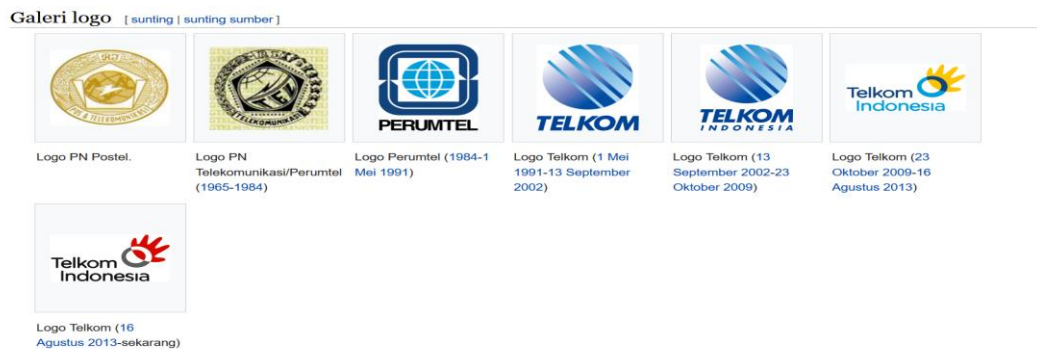 Galeri logo [ sunting | sunting sumber ]
POS & TELEKOMUNIKASI
TELEKOMUNIKASI
PERUMTEL
TELKOM
TELKOM
INDONESIA
Telkom
Indonesia
Logo PN Postel.
Logo PN
Telekomunikasi/Perumtel
(1965-1984)
Logo Perumtel (1984-1
Mei 1991)
Logo Telkom (1 Mei
1991-13 September
2002)
Logo Telkom (13
September 2002-23
Oktober 2009)
Logo Telkom (23
Oktober 2009-16
Agustus 2013)
Telkom
Indonesia
Logo Telkom (16
Agustus 2013-sekarang)